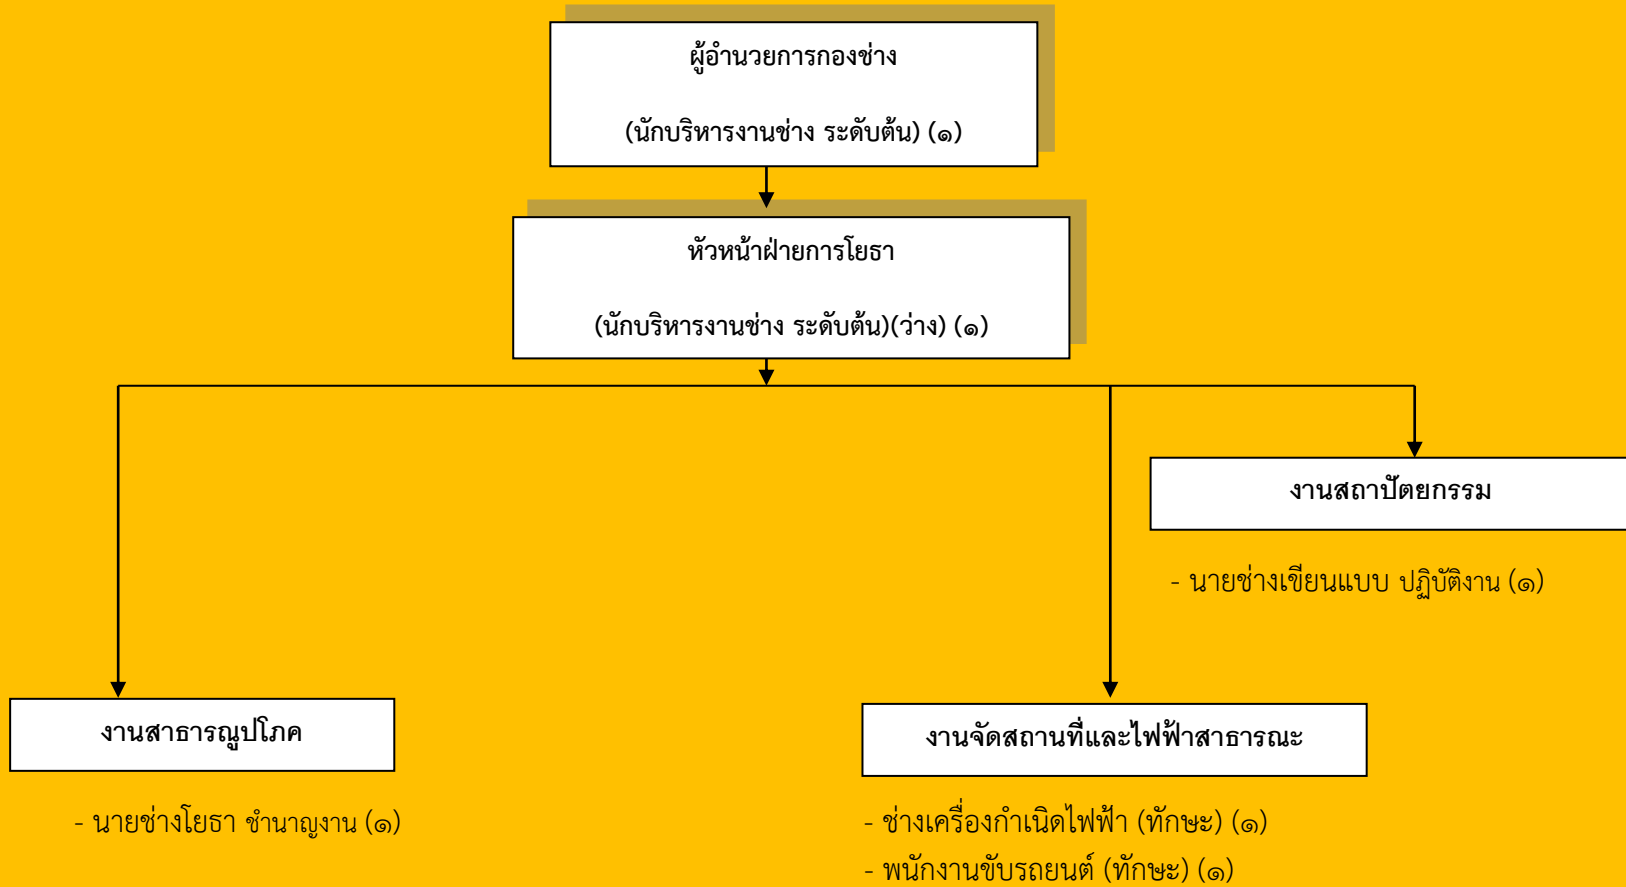 ผู้อำนวยการกองช่าง
(นักบริหารงานช่าง ระดับต้น) (๑)
หัวหน้าฝ่ายการโยธา
(นักบริหารงานช่าง ระดับต้น)(ว่าง) (๑)
งานสถาปัตยกรรม
- นายช่างเขียนแบบ ปฏิบัติงาน (๑)
งานสาธารณูปโภค
- นายช่างโยธา ชำนาญงาน (๑)
งานจัดสถานที่และไฟฟ้าสาธารณะ
- ช่างเครื่องกำเนิดไฟฟ้า (ทักษะ) (๑)
- พนักงานขับรถยนต์ (ทักษะ) (๑)